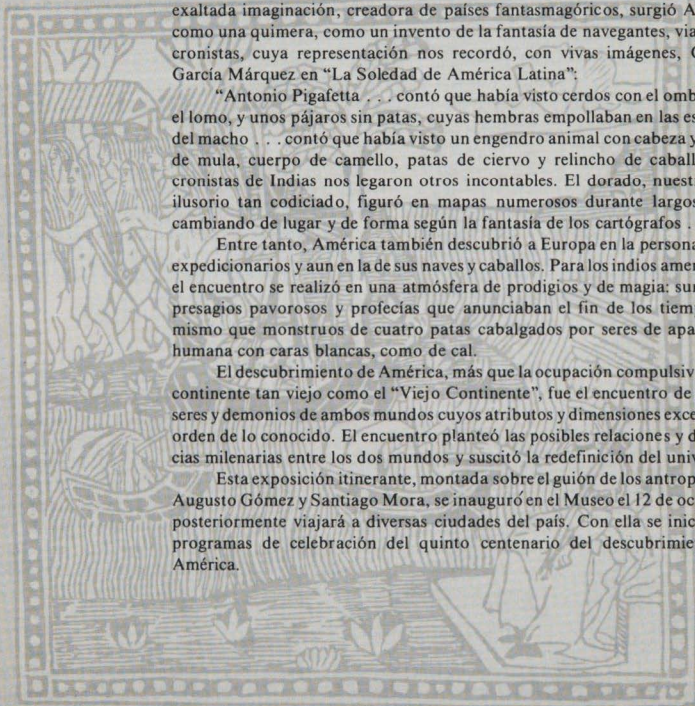 exaltada imaginación, creadora de países fantasmagóricos, surgió A
como una quimera, como un invento de la fantasía de navegantes, via
cronistas, cuya representación nos recordó, con vivas imágenes, G
García Márquez en “La Soledad de América Latina”:
“Antonio Pigafetta . . . contó que había visto cerdos con el omb
el lomo, y unos pájaros sin patas, cuyas hembras empollaban en las es
del macho . . . contó que había visto un engendro animal con cabeza y
de mula, cuerpo de camello, patas de ciervo y relincho de caball
cronistas de Indias nos legaron otros incontables. El dorado, nuest
ilusorio tan codiciado, figuró en mapas numerosos durante largos
cambiando de lugar y de forma según la fantasía de los cartógrafos .
Entre tanto, América también descubrió a Europa en la persona
expedicionarios y aun en la de sus naves y caballos. Para los indios amer
el encuentro se realizó en una atmósfera de prodigios y de magia: sur
presagios pavorosos y profecías que anunciaban el fin de los tiem
mismo que monstruos de cuatro patas cabalgados por seres de apa
humana con caras blancas, como de cal.
El descubrimiento de América, más que la ocupación compulsiv
continente tan viejo como el “Viejo Continente”, fue el encuentro de
seres y demonios de ambos mundos cuyos atributos y dimensiones exce
orden de lo conocido. El encuentro planteó las posibles relaciones y d
cias milenarias entre los dos mundos y suscitó la redefinición del univ
Esta exposición itinerante, montada sobre el guión de los antrop
Augusto Gómez y Santiago Mora, se inauguró en el Museo el 12 de oc
posteriormente viajará a diversas ciudades del país. Con ella se inic
programas de celebración del quinto centenario del descubrimie
América.